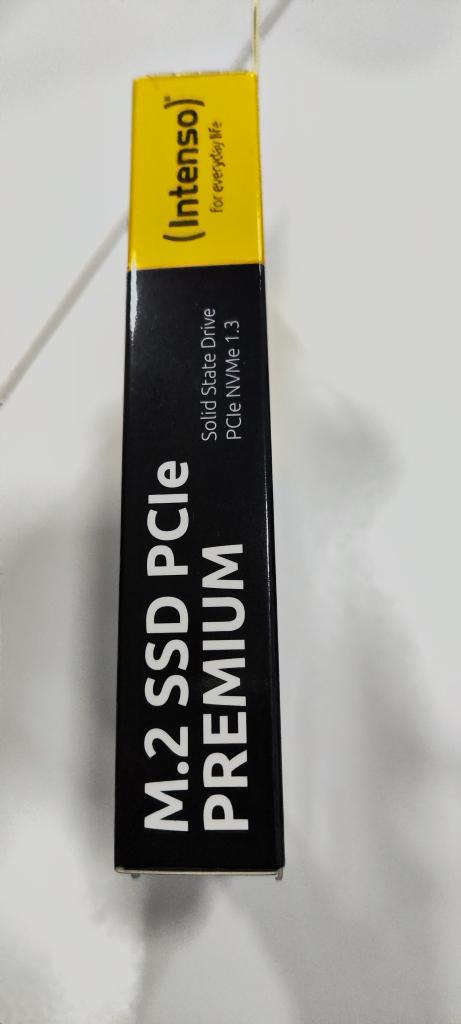 M.2 SSD PCIe
PREMIUM
Solid State Drive
PCIe NVMe 1.3
(Intenso)®
for everyday life